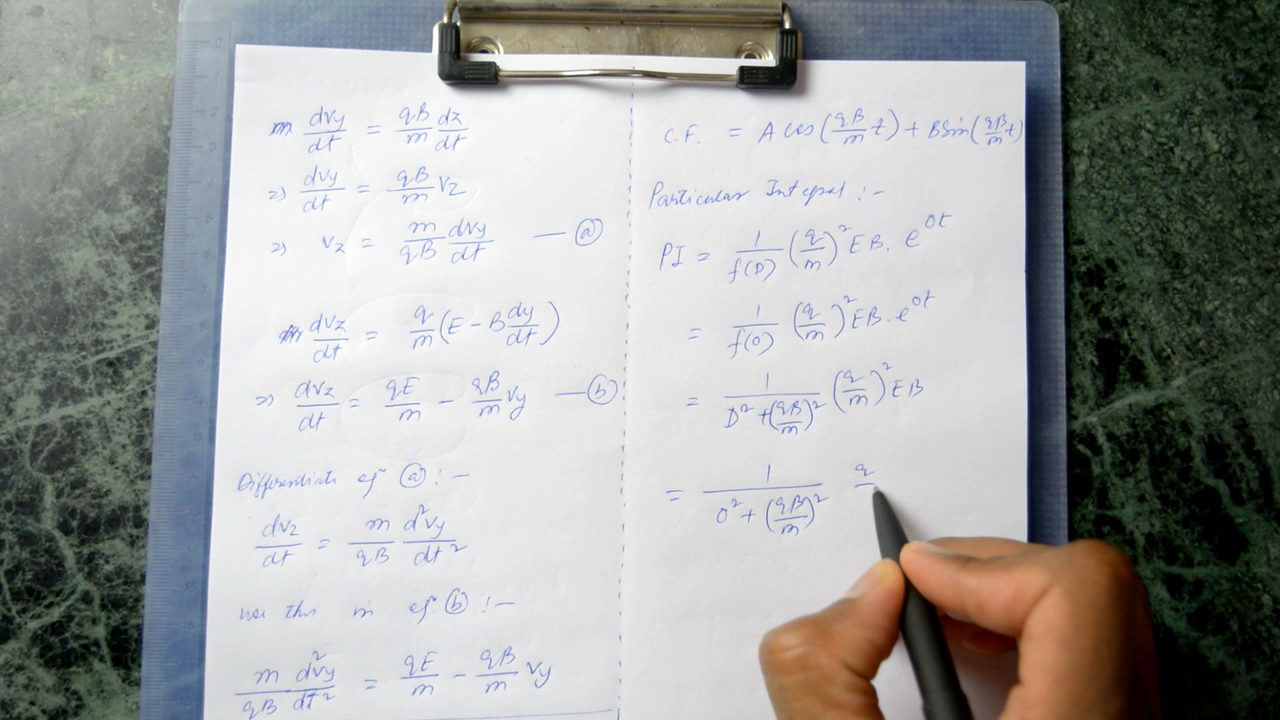 m dvy/dt = qB/m dz/dt
⇒ dvy/dt = qB/m vz
⇒ vz = m/qB dvy/dt — (a)
m dvz/dt = q/m (E - B dy/dt)
⇒ dvz/dt = qE/m - qB/m vy — (b)
Differentiate eqn (a) :-
dvz/dt = m/qB d²vy/dt²
use this in eqn (b) :-
m/qB d²vy/dt² = qE/m - qB/m vy
C.F. = A cos(qB/m t) + B Sin(qB/m t)
Particular Integral :-
PI = 1/f(D) (q/m)² EB. e^0t
= 1/f(0) (q/m)² EB. e^0t
= 1/(D² + (qB/m)²) (q/m)² EB
= 1/(0² + (qB/m)²) q